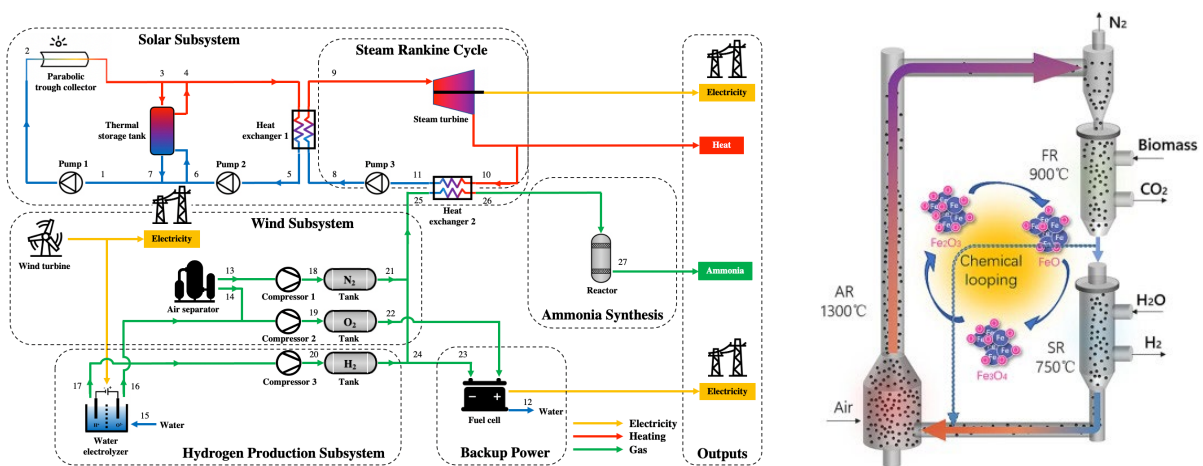 Solar Subsystem
Steam Rankine Cycle
2
Parabolic
trough collector
3
4
9
Thermal
storage tank
Heat
exchanger 1
Steam turbine
Pump 1
1
7
6
Pump 2
5
8
Pump 3
11
10
25
26
Heat
exchanger 2
Electricity
Heat
Wind Subsystem
Wind turbine
Electricity
Air separator
13
14
Compressor 1
18
N₂
Tank
21
Compressor 2
19
O₂
Tank
22
Compressor 3
20
H₂
Tank
24
23
Reactor
27
Ammonia
Ammonia Synthesis
17
16
15
Water
H⁺
O²⁻
Water
electrolyzer
Hydrogen Production Subsystem
Fuel cell
12
Water
Backup Power
Electricity
Electricity
Heating
Gas
Outputs
N₂
Biomass
FR
900℃
CO₂
Fe₂O₃
Fe
FeO
Fe
Chemical
looping
Fe₃O₄
Fe
AR
1300℃
H₂O
SR
750℃
H₂
Air